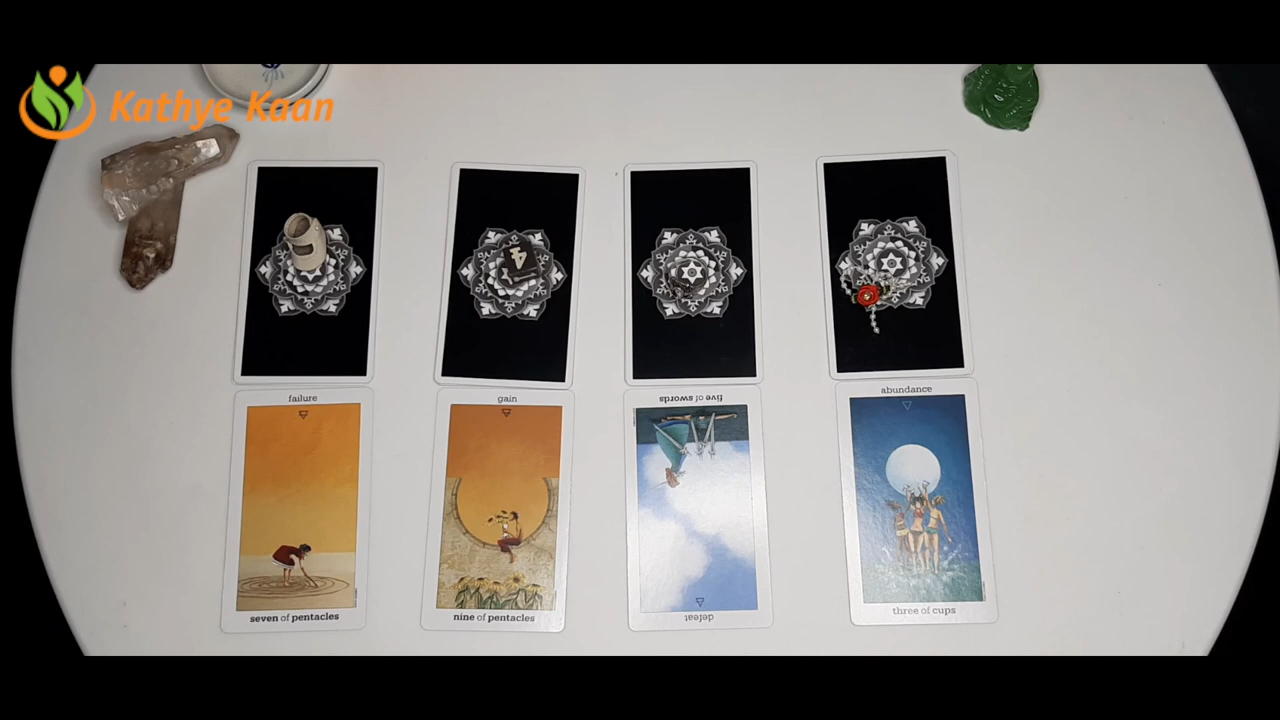 Kathye Kaan
failure
seven of pentacles
gain
nine of pentacles
five of swords
defeat
abundance
three of cups